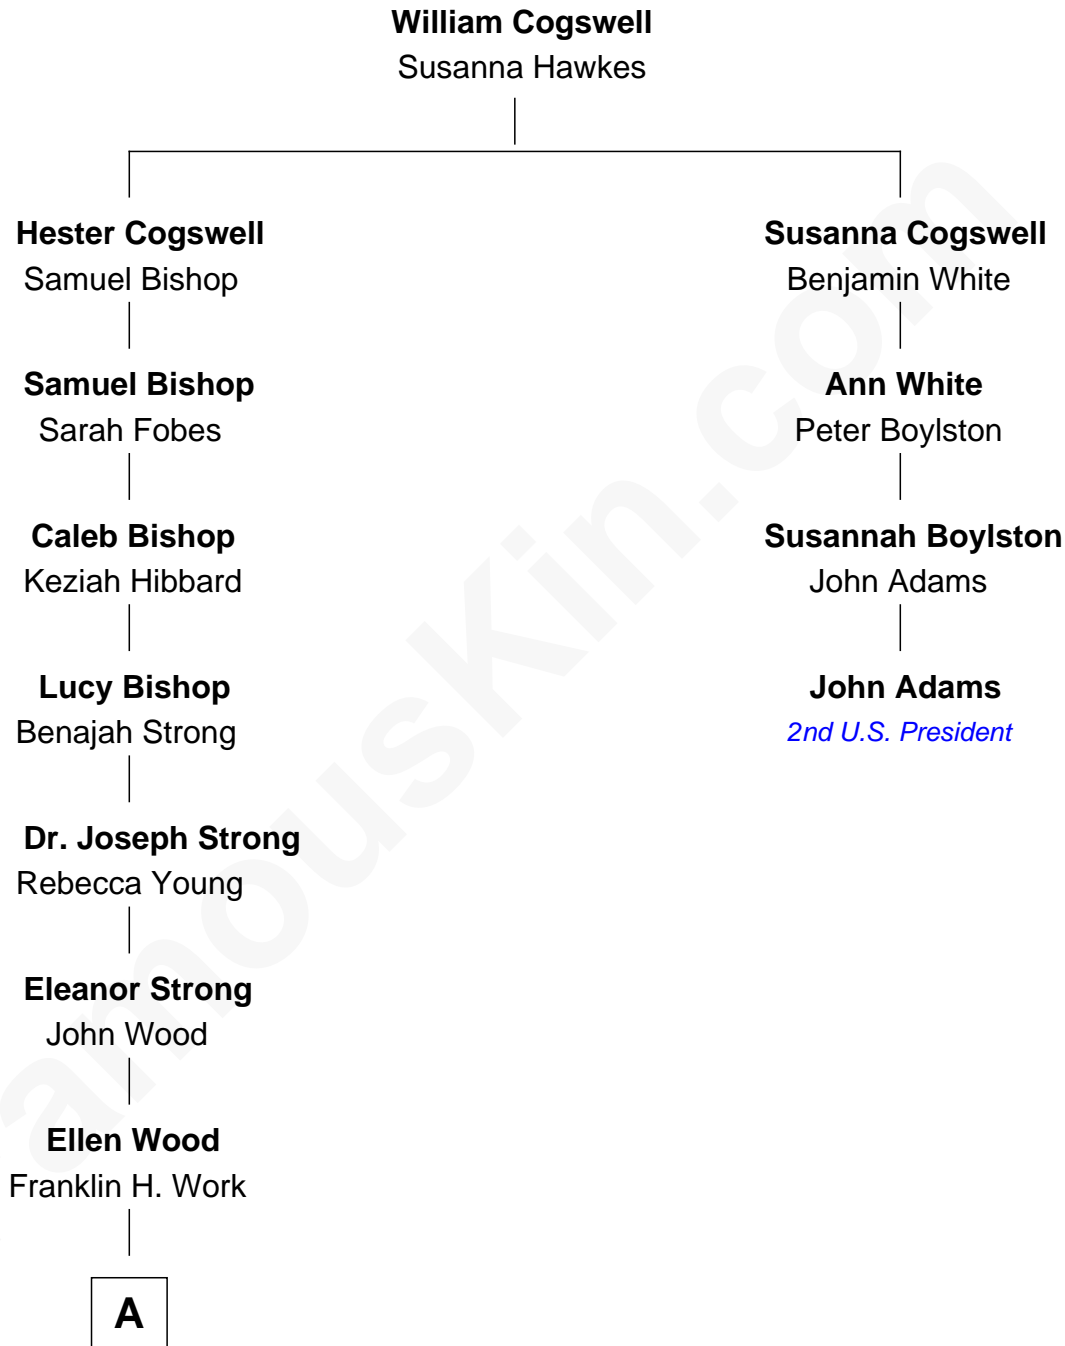 William Cogswell
Susanna Hawkes
Hester Cogswell
Samuel Bishop
Susanna Cogswell
Benjamin White
Samuel Bishop
Sarah Fobes
Ann White
Peter Boylston
Caleb Bishop
Keziah Hibbard
Susannah Boylston
John Adams
Lucy Bishop
Benajah Strong
John Adams
2nd U.S. President
Dr. Joseph Strong
Rebecca Young
Eleanor Strong
John Wood
Ellen Wood
Franklin H. Work
A
amousKin.com